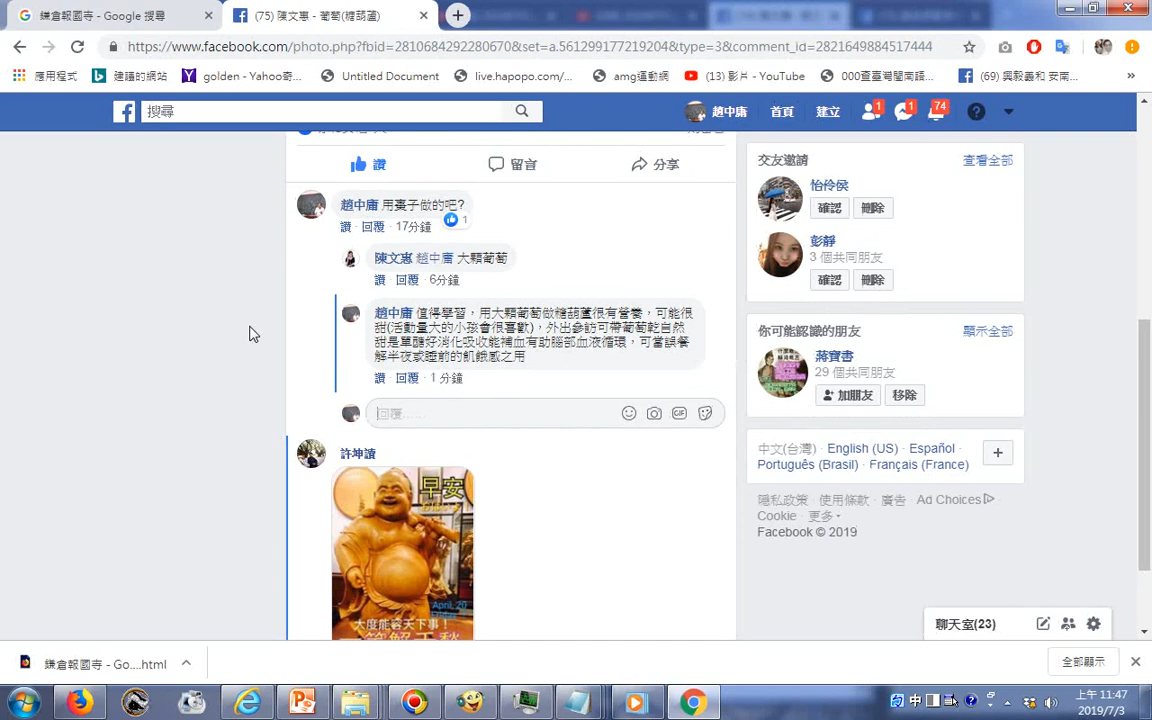 鎌倉報國寺 - Google 搜尋
(75) 陳文惠 - 葡萄(糖葫蘆)
https://www.facebook.com/photo.php?fbid=2810684292280670&set=a.561299177219204&type=3&comment_id=2821649884517444
應用程式
建議的網站
golden - Yahoo奇...
Untitled Document
live.hapopo.com/...
amg運動網
(13) 影片 - YouTube
000查臺灣閩南語...
(69) 興毅義和 安南...
搜尋
趙中庸
首頁
建立
1
1
74
讚
留言
分享
趙中庸 用棗子做的吧?
1
讚 · 回覆 · 17分鐘
陳文惠 趙中庸 大顆葡萄
讚 · 回覆 · 6分鐘
趙中庸 值得學習，用大顆葡萄做糖葫蘆很有營養，可能很
甜(活動量大的小孩會很喜歡)，外出參訪可帶葡萄乾自然
甜是單醣好消化吸收能補血有助腦部血液循環，可當誤餐
解半夜或睡前的飢餓感之用
讚 · 回覆 · 1 分鐘
回覆......
GIF
許坤讀
早安
April, 20
大度能容天下事！
交友邀請
查看全部
怡伶侯
確認
刪除
彭靜
3 個共同朋友
確認
刪除
你可能認識的朋友
顯示全部
蔣寶書
29 個共同朋友
加朋友
移除
中文(台灣) · English (US) · Español ·
Português (Brasil) · Français (France)
隱私政策 · 使用條款 · 廣告 · Ad Choices
Cookie · 更多
Facebook © 2019
聊天室(23)
鎌倉報國寺 - Go....html
全部顯示
中
上午 11:47
2019/7/3